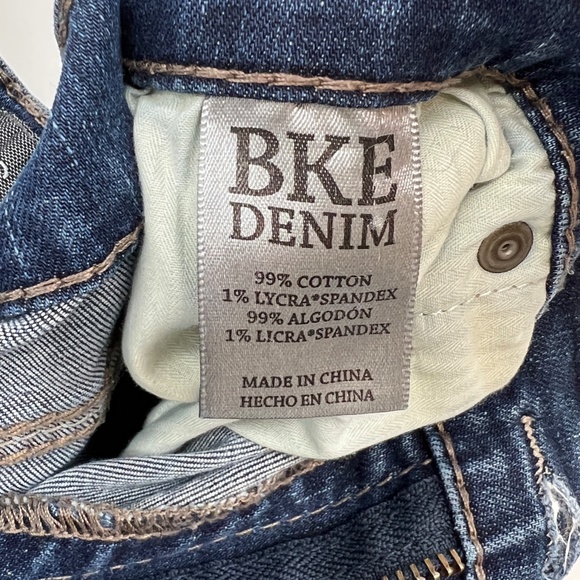 BKE
DENIM
99% COTTON
1% LYCRA®SPANDEX
99% ALGODÓN
1% LICRA®SPANDEX
MADE IN CHINA
HECHO EN CHINA